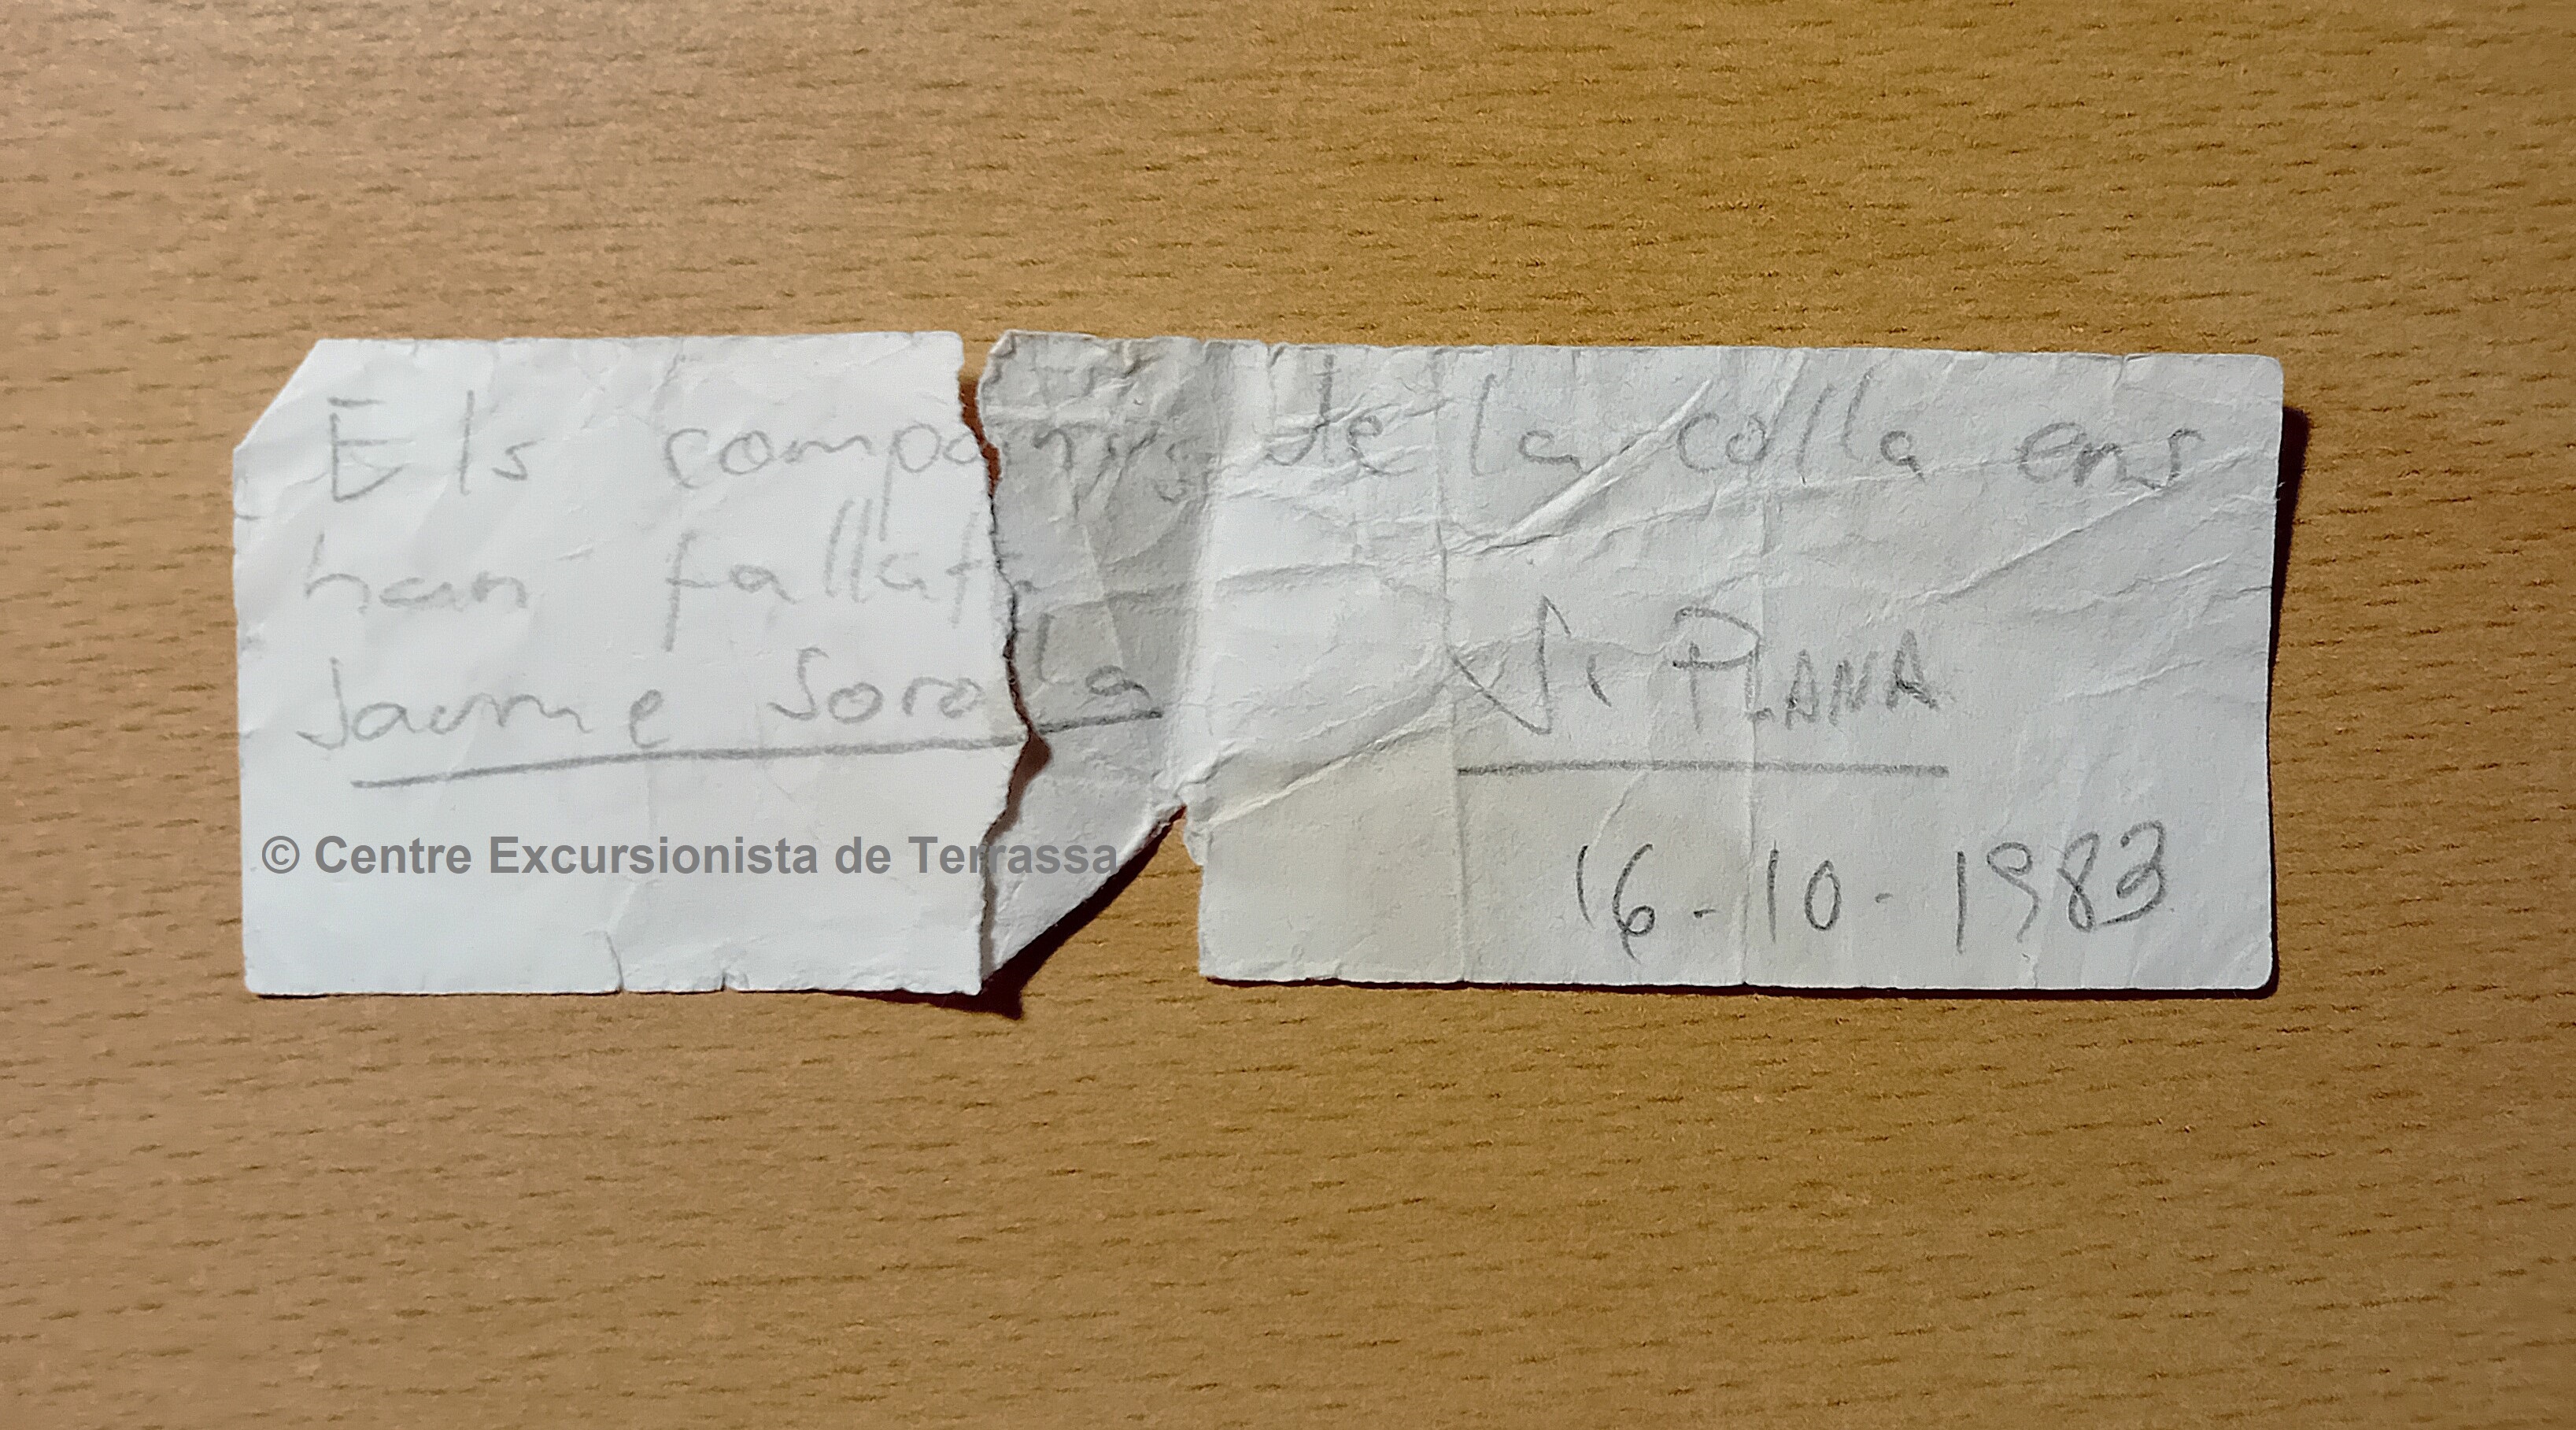 Els companys de la colla ens
han fallat.
Jaume Sorolla J. PLANA
16-10-1983
© Centre Excursionista de Terrassa